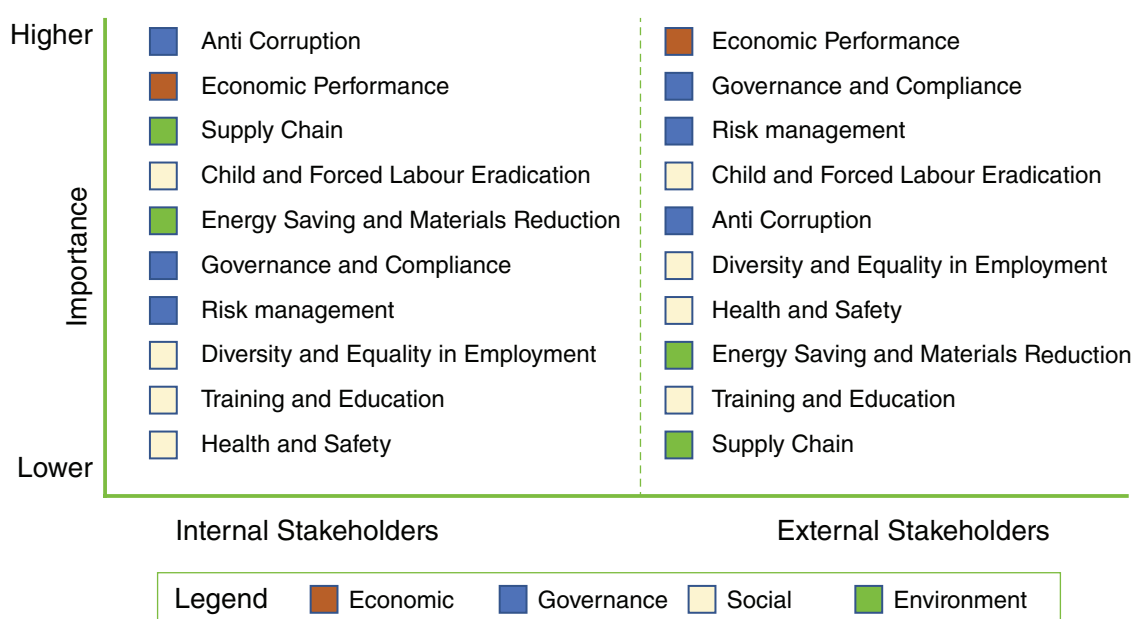 Higher
Importance
Lower
Anti Corruption
Economic Performance
Supply Chain
Child and Forced Labour Eradication
Energy Saving and Materials Reduction
Governance and Compliance
Risk management
Diversity and Equality in Employment
Training and Education
Health and Safety
Internal Stakeholders
Economic Performance
Governance and Compliance
Risk management
Child and Forced Labour Eradication
Anti Corruption
Diversity and Equality in Employment
Health and Safety
Energy Saving and Materials Reduction
Training and Education
Supply Chain
External Stakeholders
Legend Economic Governance Social Environment